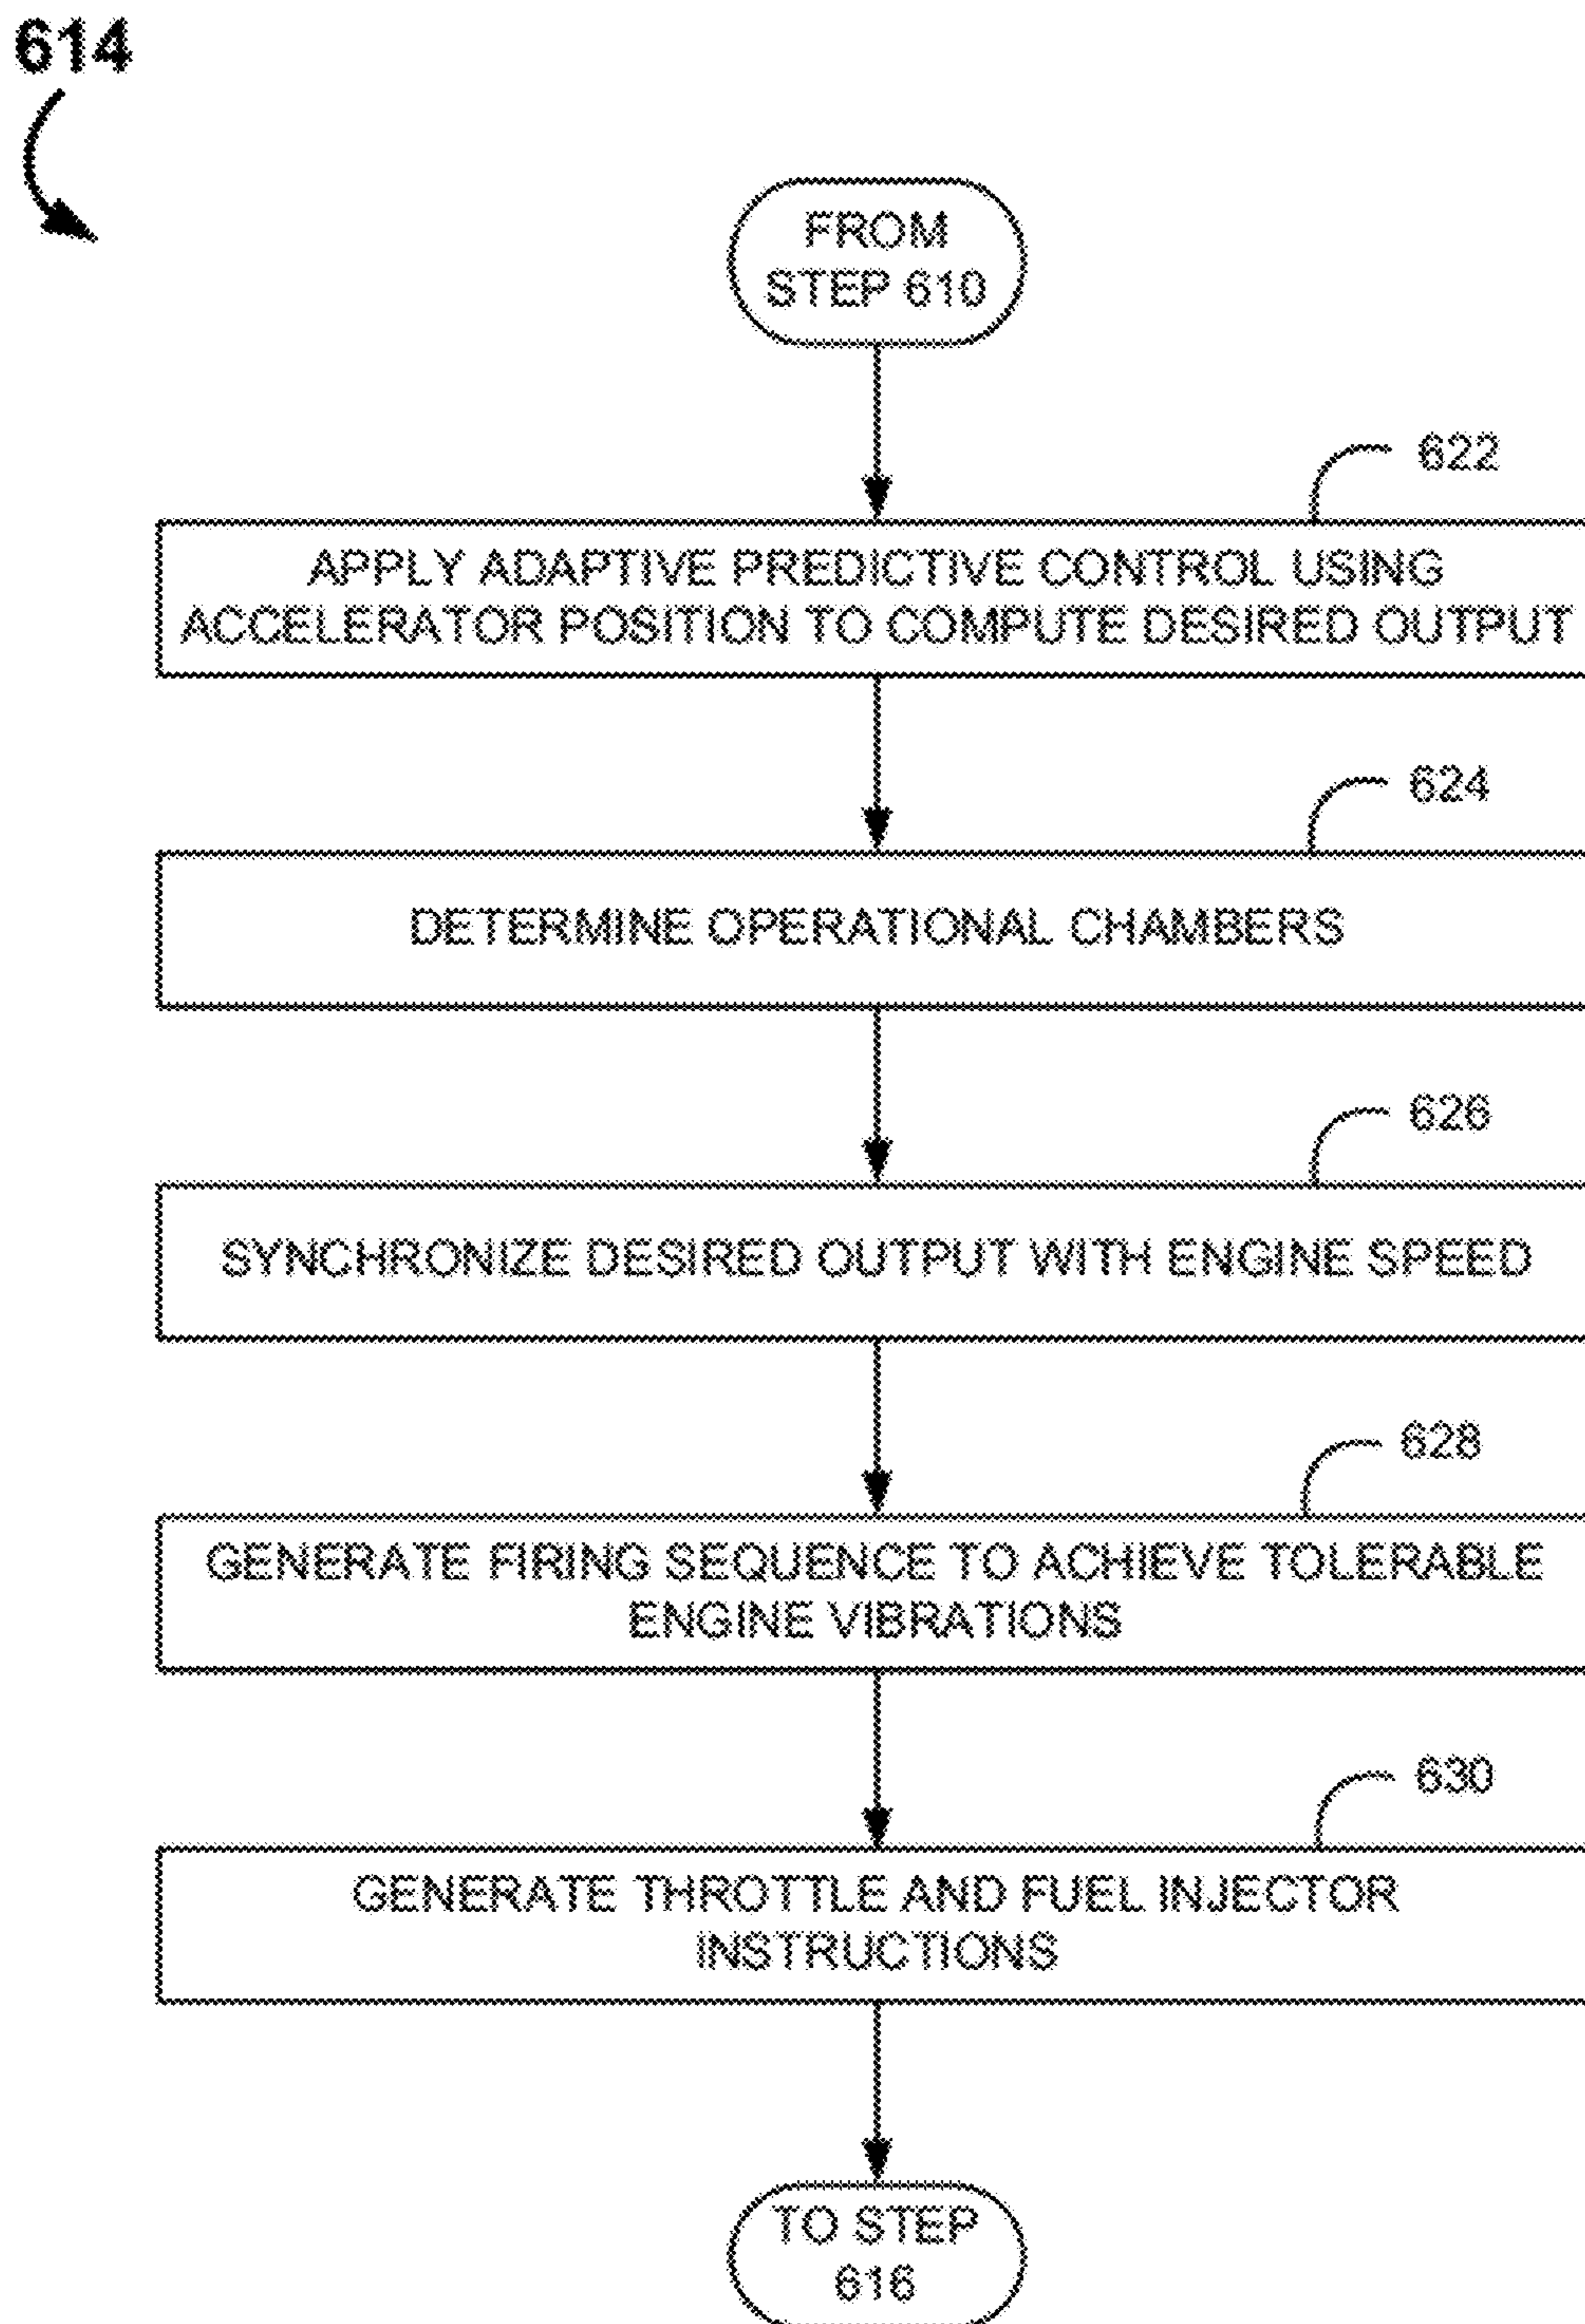 614
FROM
STEP 610
622
APPLY ADAPTIVE PREDICTIVE CONTROL USING
ACCELERATOR POSITION TO COMPUTE DESIRED OUTPUT
624
DETERMINE OPERATIONAL CHAMBERS
626
SYNCHRONIZE DESIRED OUTPUT WITH ENGINE SPEED
628
GENERATE FIRING SEQUENCE TO ACHIEVE TOLERABLE
ENGINE VIBRATIONS
630
GENERATE THROTTLE AND FUEL INJECTOR
INSTRUCTIONS
TO STEP
616